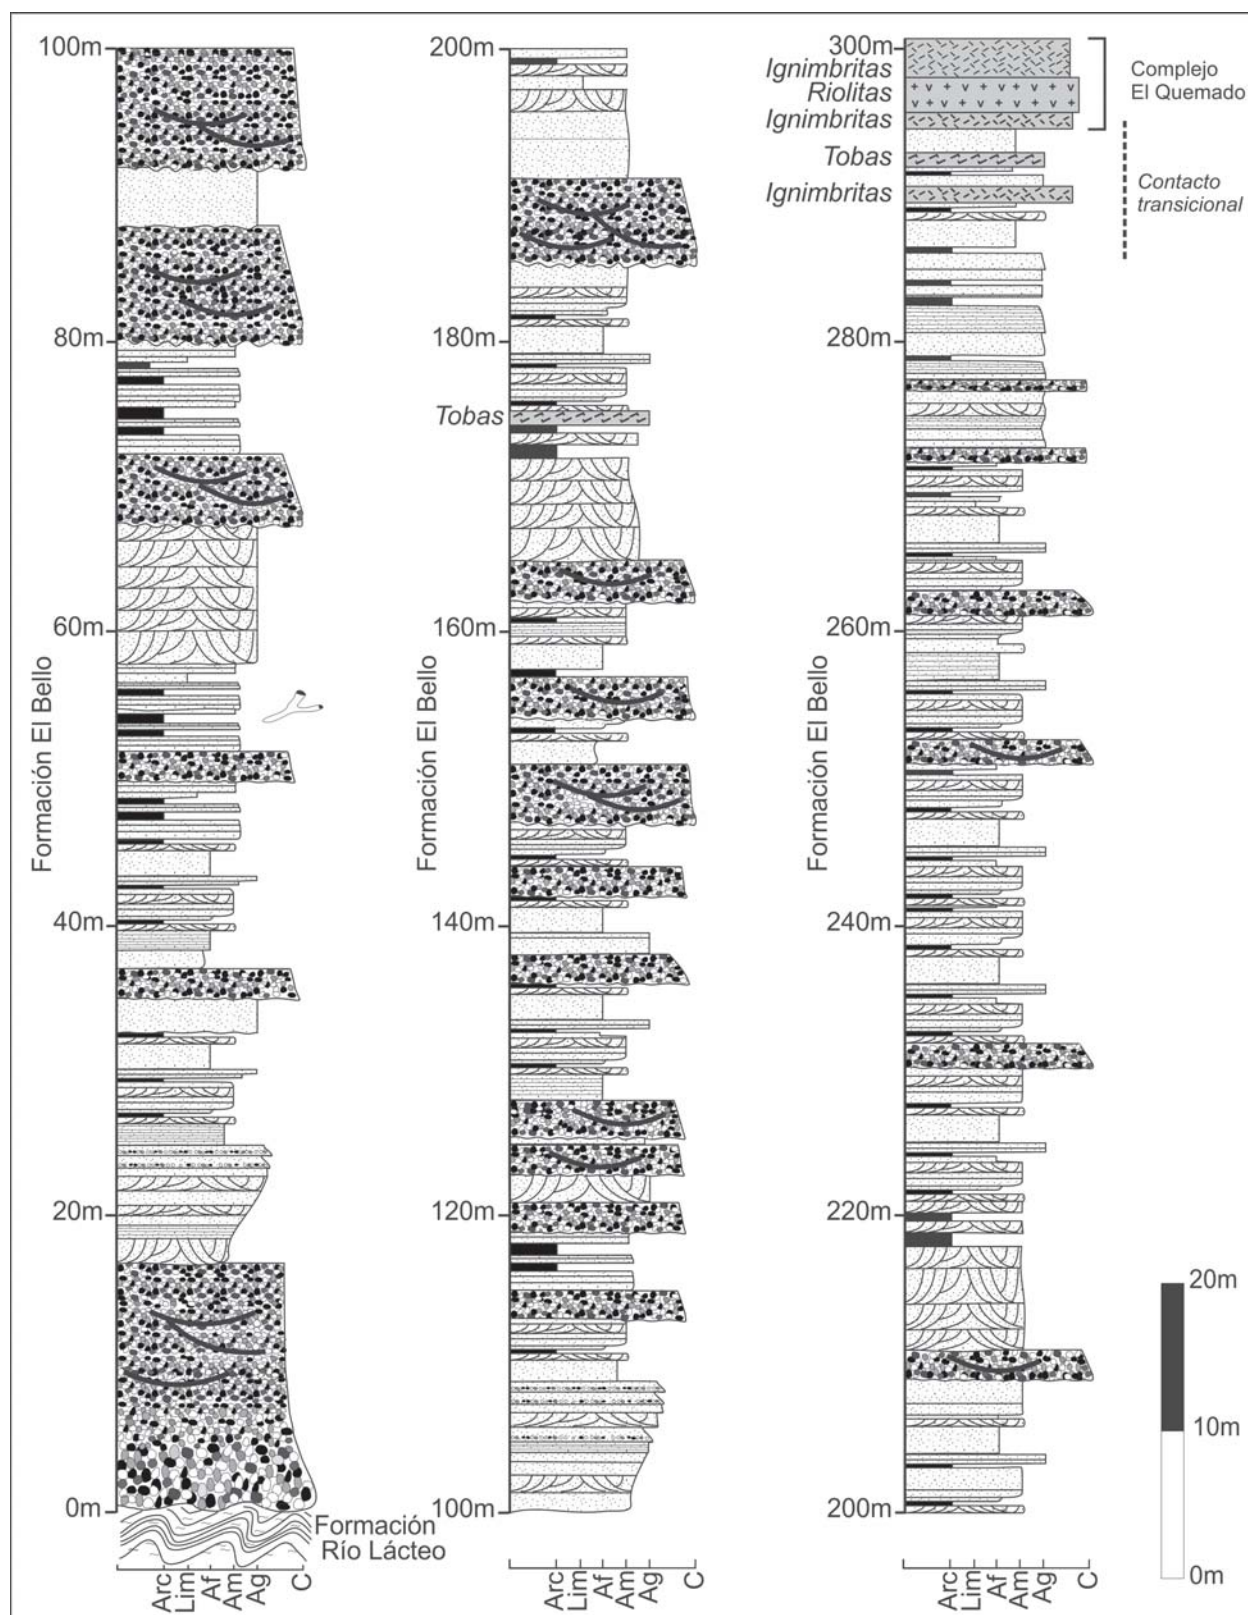 100m
80m
60m
40m
20m
0m
Formación El Bello
Formación
Río Lácteo
Arc
Lim
Af
Am
Ag
C
200m
180m
Tobas
160m
140m
120m
100m
Formación El Bello
Arc
Lim
Af
Am
Ag
C
300m
Ignimbritas
Riolitas
Ignimbritas
Tobas
Ignimbritas
Complejo
El Quemado
Contacto
transicional
280m
260m
240m
220m
200m
Formación El Bello
Arc
Lim
Af
Am
Ag
C
20m
10m
0m